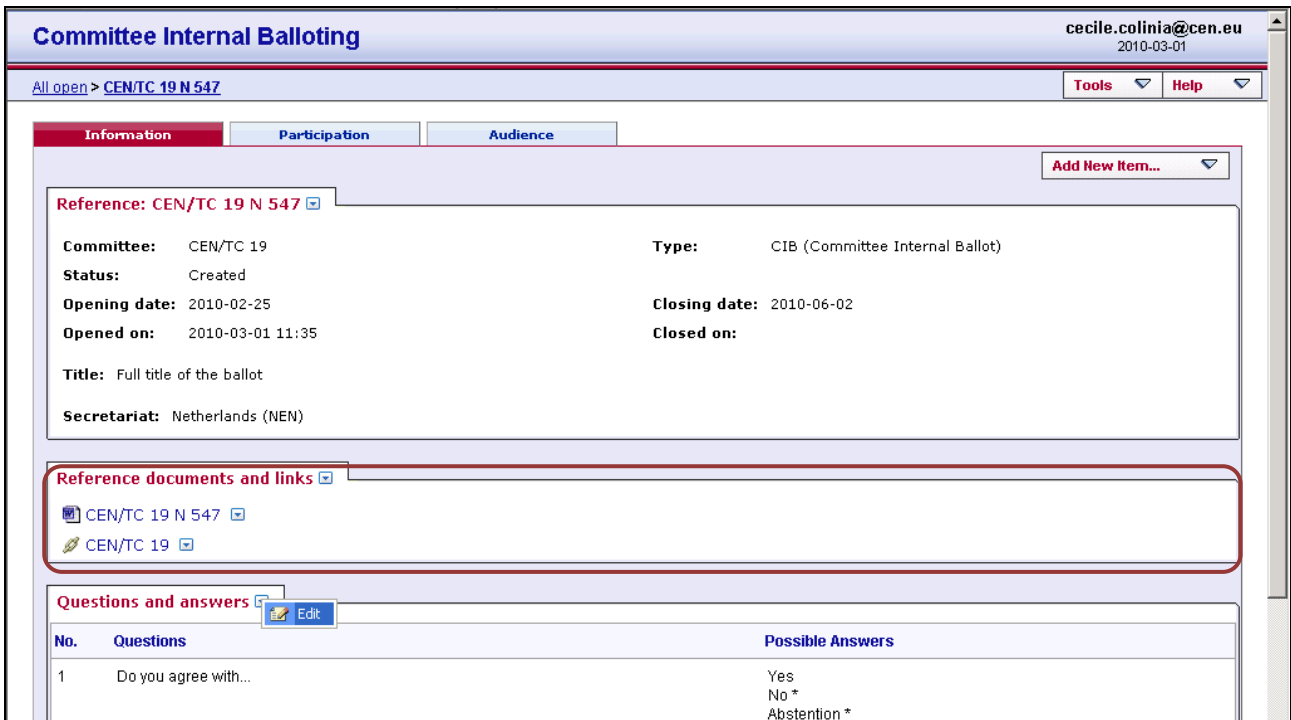 Committee Internal Balloting
cecile.colinia@cen.eu
2010-03-01
All open > CEN/TC 19 N 547
Tools Help
Information Participation Audience
Add New Item...
Reference: CEN/TC 19 N 547
Committee: CEN/TC 19 Type: CIB (Committee Internal Ballot)
Status: Created
Opening date: 2010-02-25 Closing date: 2010-06-02
Opened on: 2010-03-01 11:35 Closed on:
Title: Full title of the ballot
Secretariat: Netherlands (NEN)
Reference documents and links
CEN/TC 19 N 547
CEN/TC 19
Questions and answers
Edit
No. Questions Possible Answers
1 Do you agree with... Yes
No *
Abstention *